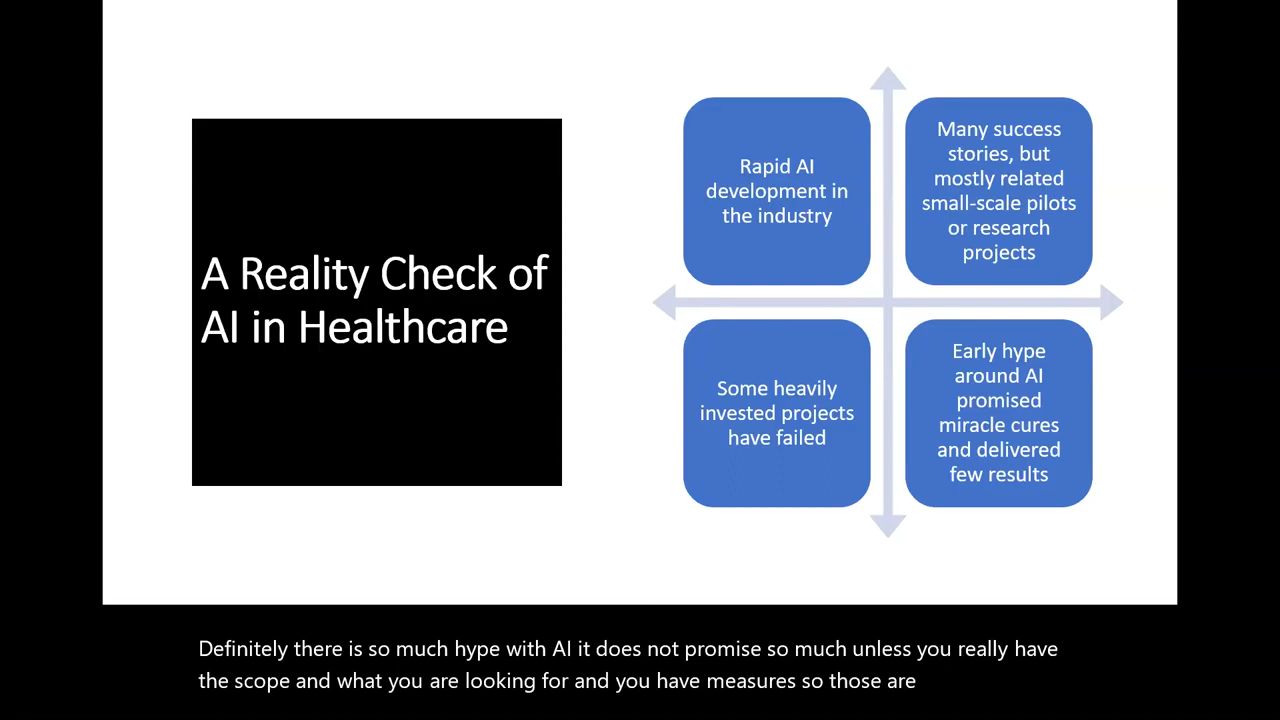 A Reality Check of
AI in Healthcare
Rapid AI
development in
the industry
Many success
stories, but
mostly related
small-scale pilots
or research
projects
Some heavily
invested projects
have failed
Early hype
around AI
promised
miracle cures
and delivered
few results
Definitely there is so much hype with AI it does not promise so much unless you really have
the scope and what you are looking for and you have measures so those are